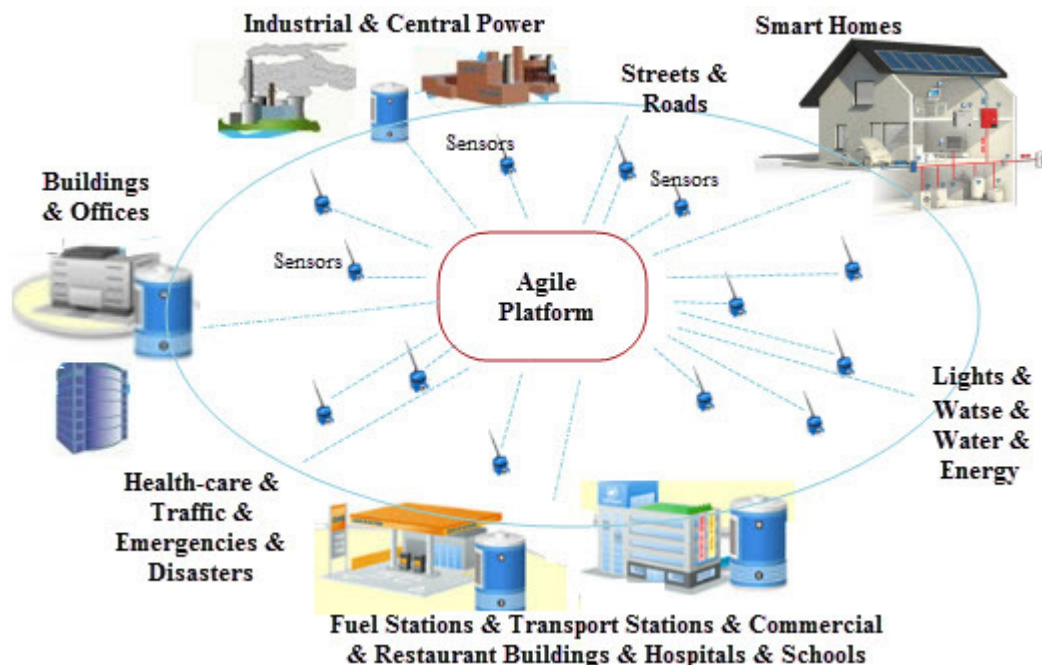 Industrial & Central Power
Smart Homes
Streets &
Roads
Sensors
Sensors
Buildings
& Offices
Sensors
Agile
Platform
Lights &
Watse &
Water &
Energy
Health-care &
Traffic &
Emergencies &
Disasters
Fuel Stations & Transport Stations & Commercial
& Restaurant Buildings & Hospitals & Schools